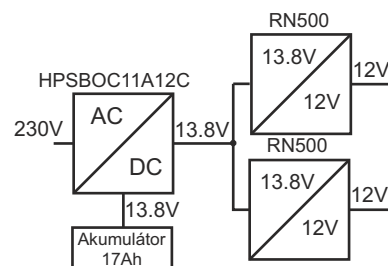 RN500
13.8V
12V
12V
HPSBOC11A12C
AC
DC
230V
13.8V
13.8V
Akumulátor
17Ah
RN500
13.8V
12V
12V